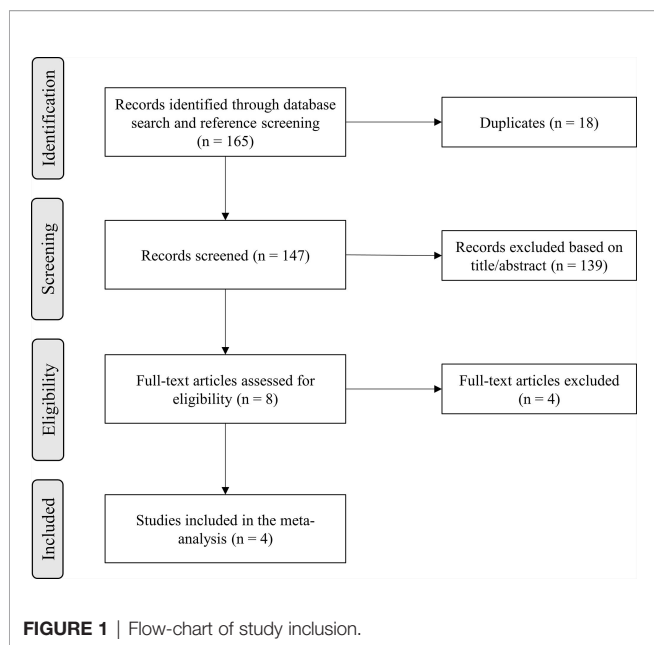 Identification
Records identified through database
search and reference screening
(n = 165)
Duplicates (n = 18)
Screening
Records screened (n = 147)
Records excluded based on
title/abstract (n = 139)
Eligibility
Full-text articles assessed for
eligibility (n = 8)
Full-text articles excluded
(n = 4)
Included
Studies included in the meta-
analysis (n = 4)
FIGURE 1 | Flow-chart of study inclusion.